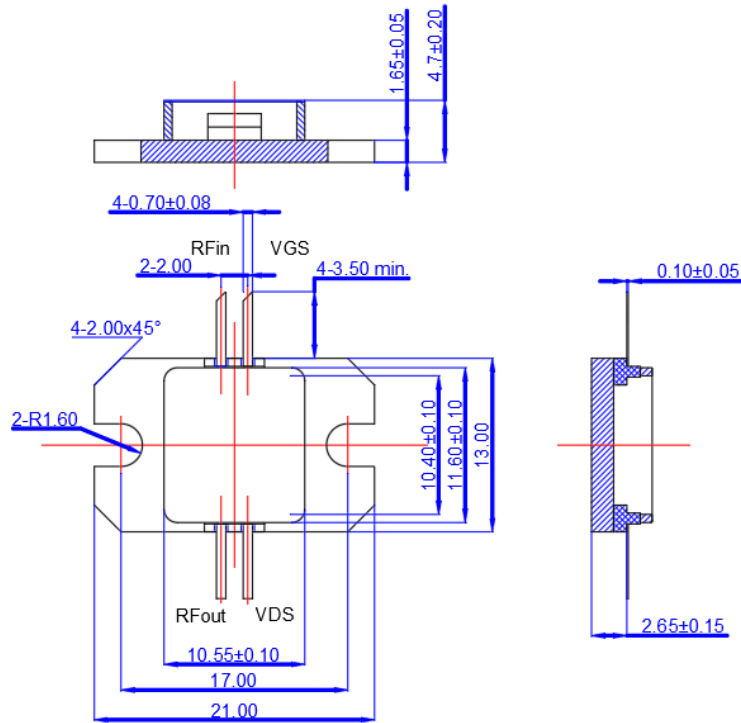 1.65±0.05
4.7±0.20
4-0.70±0.08
RFin
VGS
2-2.00
4-3.50 min.
0.10±0.05
4-2.00x45°
2-R1.60
10.40±0.10
11.60±0.10
13.00
RFout
VDS
2.65±0.15
10.55±0.10
17.00
21.00